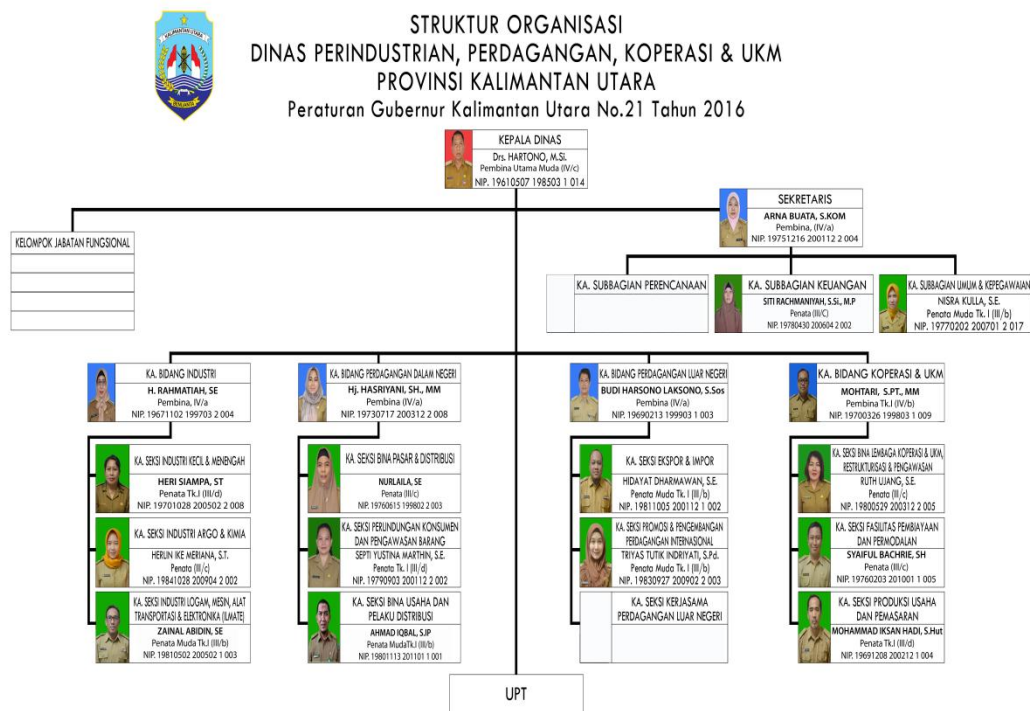 KALIMANTAN UTARA
BENUANTA
STRUKTUR ORGANISASI
DINAS PERINDUSTRIAN, PERDAGANGAN, KOPERASI & UKM
PROVINSI KALIMANTAN UTARA
Peraturan Gubernur Kalimantan Utara No.21 Tahun 2016
KEPALA DINAS
Drs. HARTONO, M.Si.
Pembina Utama Muda (IV/c)
NIP. 19610507 198503 1 014
SEKRETARIS
ARNA BUATA, S.KOM
Pembina, (IV/a)
NIP. 19751216 200112 2 004
KELOMPOK JABATAN FUNGSIONAL
KA. SUBBAGIAN PERENCANAAN
KA. SUBBAGIAN KEUANGAN
SITI RACHMANIYAH, S.Si., M.P
Penata (III/C)
NIP. 19780430 200604 2 002
KA. SUBBAGIAN UMUM & KEPEGAWAIAN
NISRA KULLA, S.E.
Penata Muda Tk. I (III/b)
NIP. 19770202 200701 2 017
KA. BIDANG INDUSTRI
H. RAHMATIAH, SE
Pembina, IV/a
NIP. 19671102 199703 2 004
KA. BIDANG PERDAGANGAN DALAM NEGERI
Hj. HASRIYANI, SH., MM
Pembina (IV/a)
NIP. 19730717 200312 2 008
KA. BIDANG PERDAGANGAN LUAR NEGERI
BUDI HARSONO LAKSONO, S.Sos
Pembina (IV/a)
NIP. 19690213 199903 1 003
KA. BIDANG KOPERASI & UKM
MOHTARI, S.PT., MM
Pembina Tk.I (IV/b)
NIP. 19700326 199803 1 009
KA. SEKSI INDUSTRI KECIL & MENENGAH
HERI SIAMPA, ST
Penata Tk.I (III/d)
NIP. 19701028 200502 2 008
KA. SEKSI INDUSTRI ARGO & KIMIA
HERLIN IKE MERIANA, S.T.
Penata (III/c)
NIP. 19841028 200904 2 002
KA. SEKSI INDUSTRI LOGAM, MESIN, ALAT
TRANSPORTASI & ELEKTRONIKA (ILMATE)
ZAINAL ABIDIN, SE
Penata Muda Tk.I (III/b)
NIP. 19810502 200502 1 003
KA. SEKSI BINA PASAR & DISTRIBUSI
NURLAILA, SE
Penata (III/c)
NIP. 19760615 199802 2 003
KA. SEKSI PERLINDUNGAN KONSUMEN
DAN PENGAWASAN BARANG
SEPTI YUSTINA MARTHIN, S.E.
Penata Tk. I (III/d)
NIP. 19790903 200112 2 002
KA. SEKSI BINA USAHA DAN
PELAKU DISTRIBUSI
AHMAD IQBAL, S.IP
Penata MudaTk.I (III/b)
NIP. 19801113 201101 1 001
KA. SEKSI EKSPOR & IMPOR
HIDAYAT DHARMAWAN, S.E.
Penata Muda Tk. I (III/b)
NIP. 19811005 200112 1 002
KA. SEKSI PROMOSI & PENGEMBANGAN
PERDAGANGAN INTERNASIONAL
TRIYAS TUTIK INDRIYATI, S.Pd.
Penata Muda Tk. I (III/b)
NIP. 19830927 200902 2 003
KA. SEKSI KERJASAMA
PERDAGANGAN LUAR NEGERI
KA. SEKSI BINA LEMBAGA KOPERASI & UKM,
RESTRUKTURISASI & PENGAWASAN
RUTH UJANG, S.E.
Penata (III/c)
NIP. 19800529 200312 2 005
KA. SEKSI FASILITAS PEMBIAYAAN
DAN PERMODALAN
SYAIFUL BACHRIE, SH
Penata (III/c)
NIP. 19760203 201001 1 005
KA. SEKSI PRODUKSI USAHA
DAN PEMASARAN
MOHAMMAD IKSAN HADI, S.Hut
Penata Tk.I (III/d)
NIP. 19691208 200212 1 004
UPT